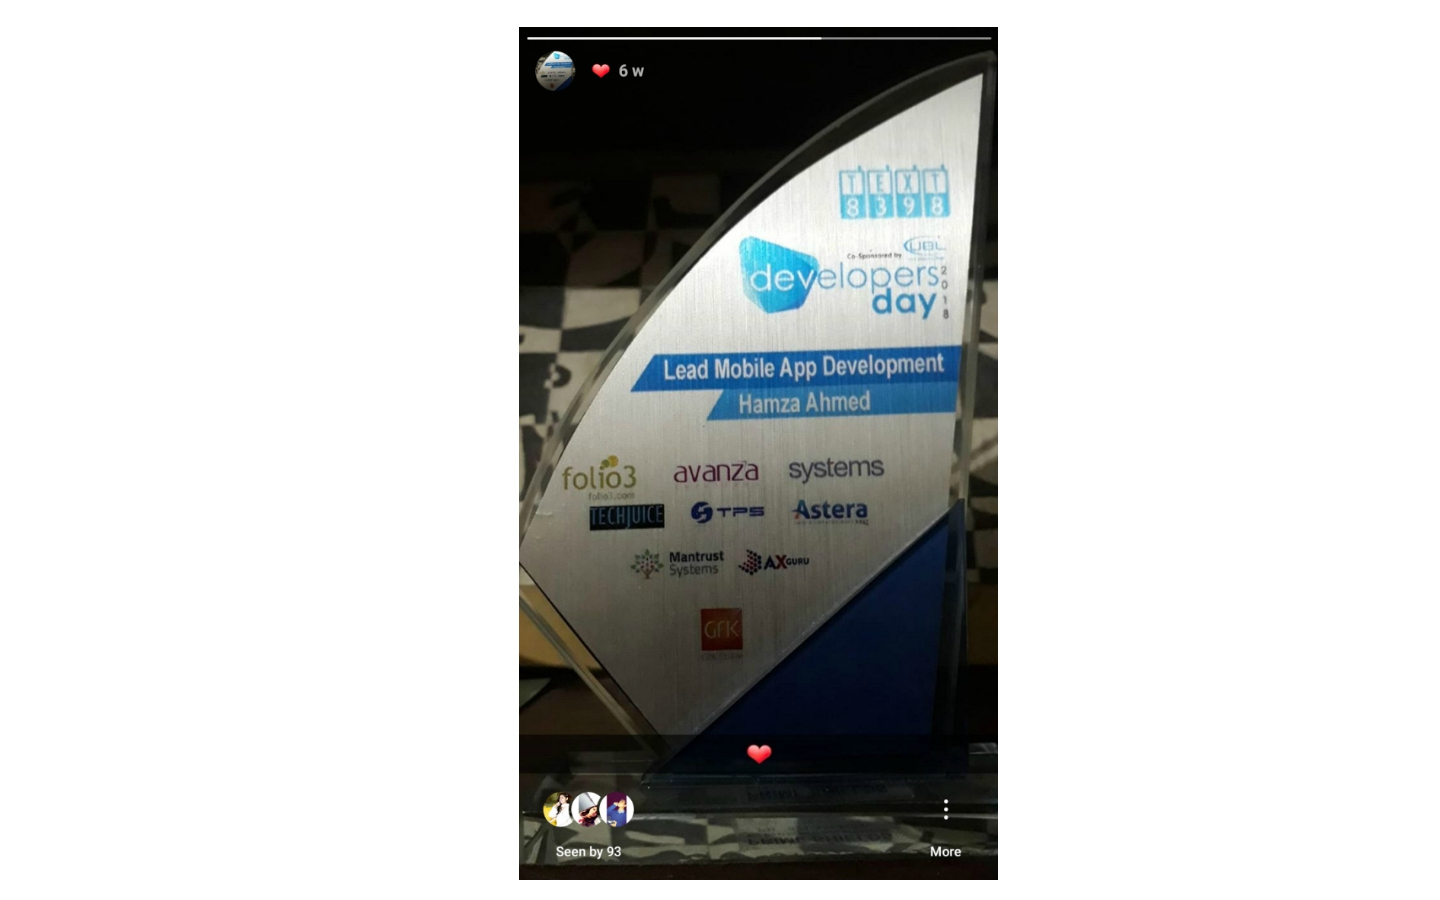 6 w
TEXT
8398
Co-Sponsored by UBL
developers
day
2018
Lead Mobile App Development
Hamza Ahmed
folio3 avanza systems
folio3.com
TECHJUICE TPS Astera
Mantrust AXGURU
Systems
GfK
Seen by 93 More